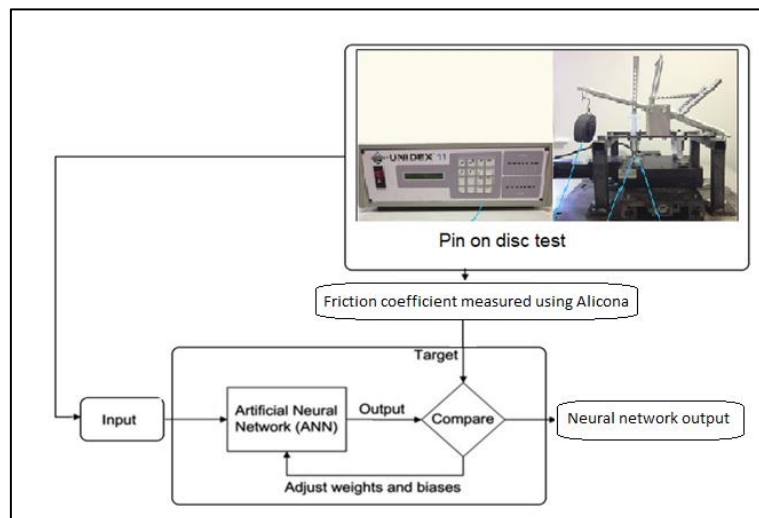 UNIDEX 11
Pin on disc test
Friction coefficient measured using Alicona
Target
Input
Artificial Neural
Network (ANN)
Output
Compare
Neural network output
Adjust weights and biases